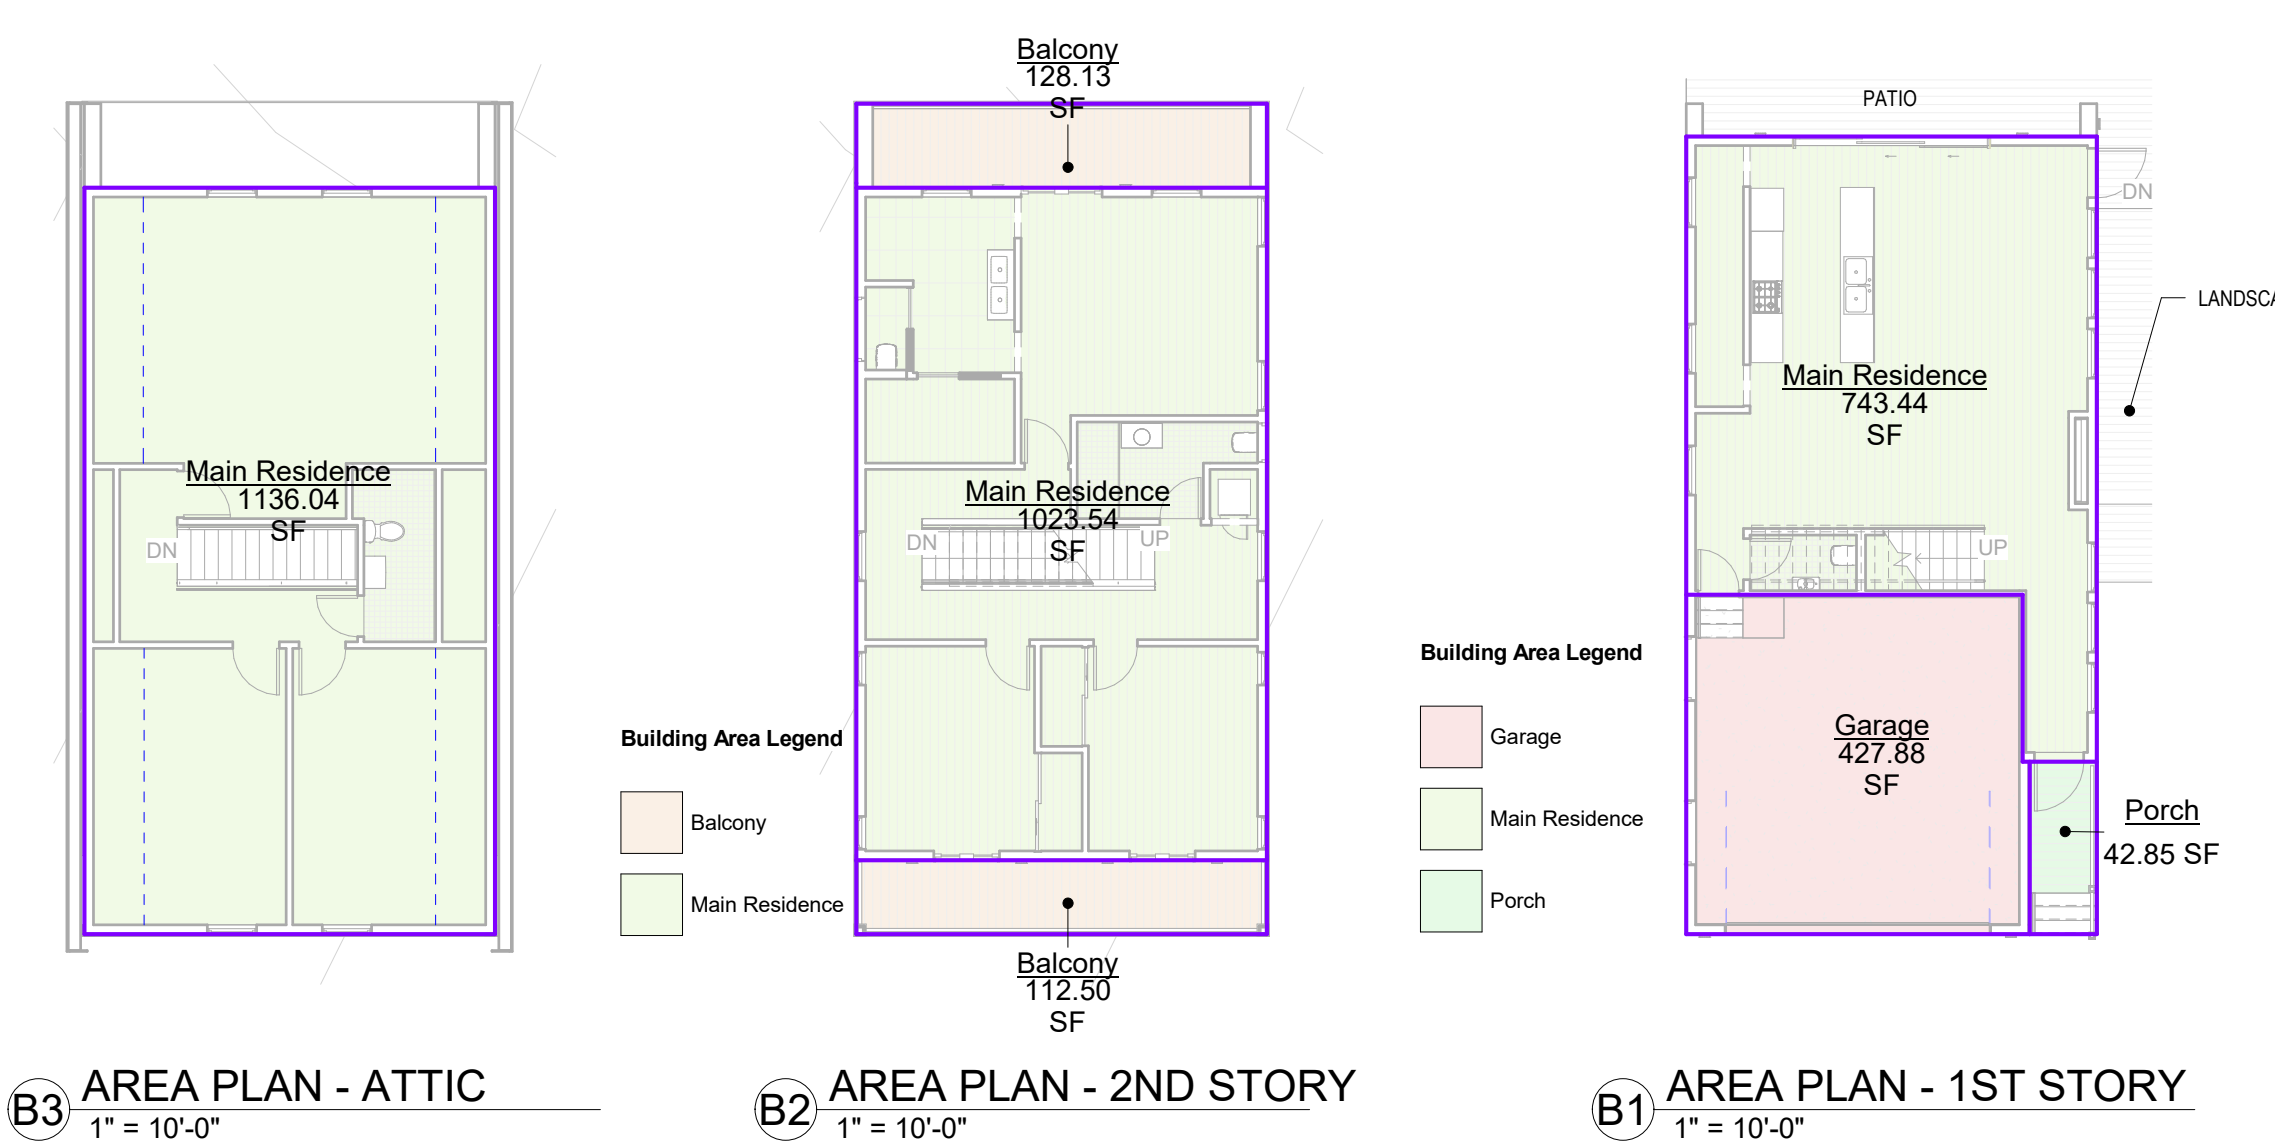 Main Residence
1136.04
SF
DN
B3
AREA PLAN - ATTIC
1" = 10'-0"
Balcony
128.13
SF
Main Residence
1023.54
SF
DN
UP
Building Area Legend
Balcony
Main Residence
Balcony
112.50
SF
B2
AREA PLAN - 2ND STORY
1" = 10'-0"
PATIO
DN
LANDSCA
Main Residence
743.44
SF
UP
Building Area Legend
Garage
Main Residence
Porch
Garage
427.88
SF
Porch
42.85 SF
B1
AREA PLAN - 1ST STORY
1" = 10'-0"